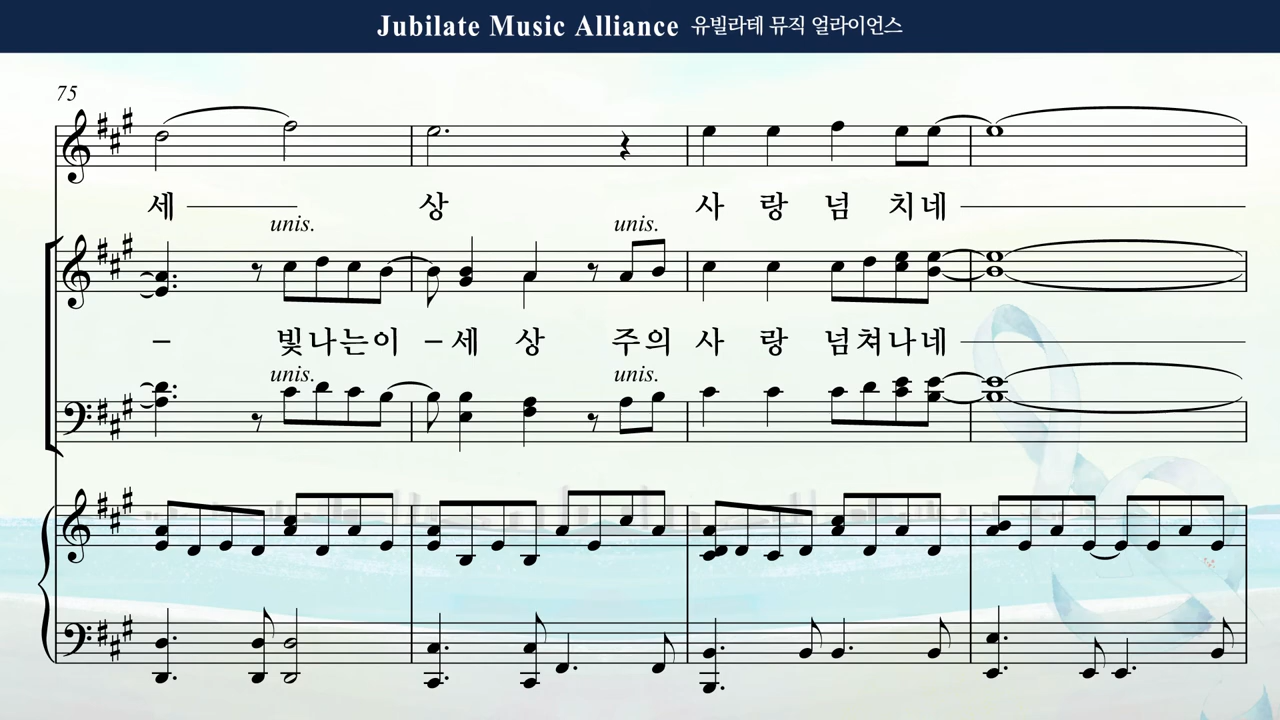 Jubilate Music Alliance 유빌라테 뮤직 얼라이언스
75
세 상 사 랑 넘 치 네
unis. unis.
빛 나 는 이 세 상 주 의 사 랑 넘 쳐 나 네
unis. unis.